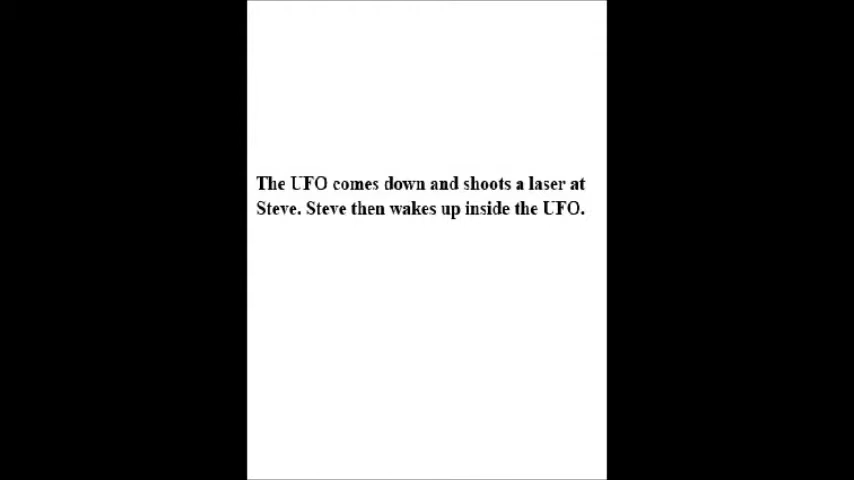 The UFO comes down and shoots a laser at
Steve. Steve then wakes up inside the UFO.